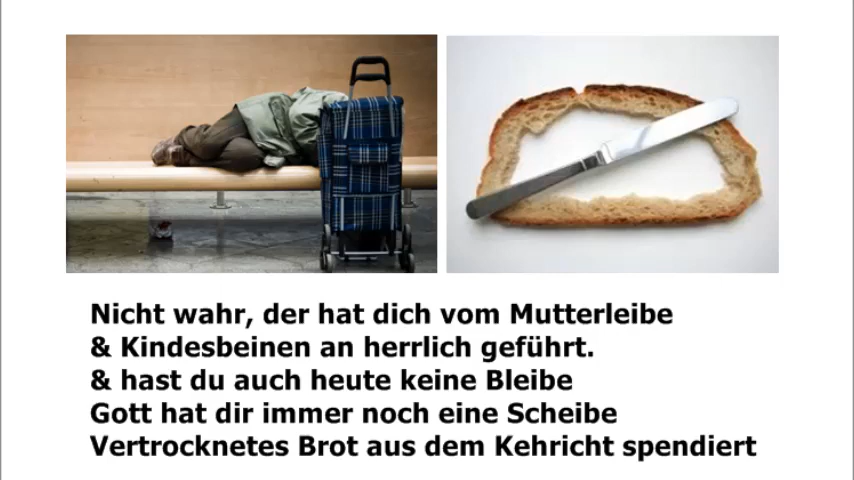 Nicht wahr, der hat dich vom Mutterleibe
& Kindesbeinen an herrlich geführt.
& hast du auch heute keine Bleibe
Gott hat dir immer noch eine Scheibe
Vertrocknetes Brot aus dem Kehricht spendiert